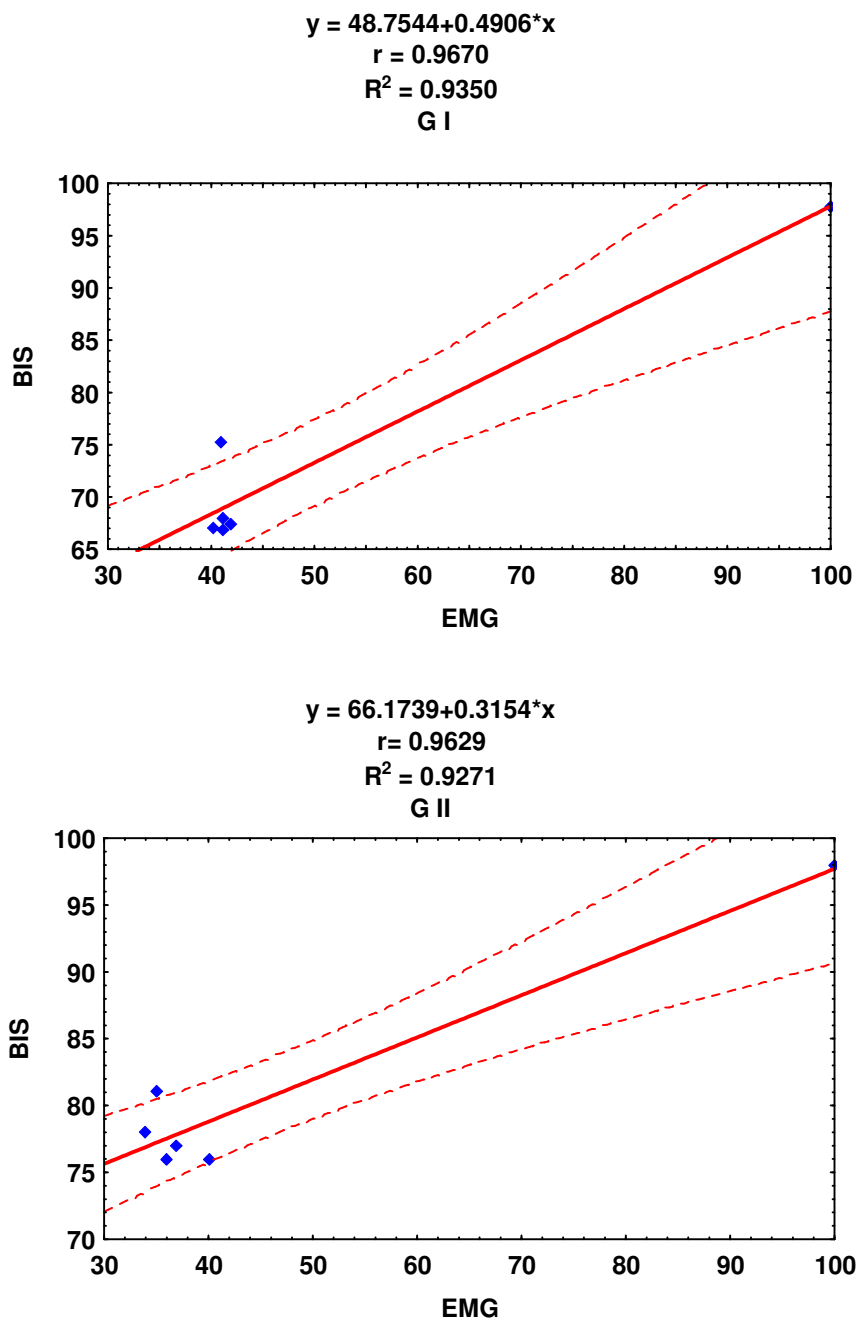 y = 48.7544+0.4906*x
r = 0.9670
R² = 0.9350
G I
100
95
90
85
80
75
70
65
BIS
30 40 50 60 70 80 90 100
EMG
y = 66.1739+0.3154*x
r= 0.9629
R² = 0.9271
G II
100
95
90
85
80
75
70
BIS
30 40 50 60 70 80 90 100
EMG